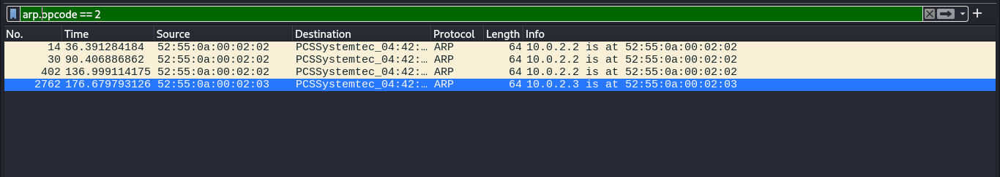 arp.opcode == 2
No. Time Source Destination Protocol Length Info
14 36.391284184 52:55:0a:00:02:02 PCSSystemtec_04:42:… ARP 64 10.0.2.2 is at 52:55:0a:00:02:02
30 90.406886862 52:55:0a:00:02:02 PCSSystemtec_04:42:… ARP 64 10.0.2.2 is at 52:55:0a:00:02:02
402 136.999114175 52:55:0a:00:02:02 PCSSystemtec_04:42:… ARP 64 10.0.2.2 is at 52:55:0a:00:02:02
2762 176.679793126 52:55:0a:00:02:03 PCSSystemtec_04:42:… ARP 64 10.0.2.3 is at 52:55:0a:00:02:03